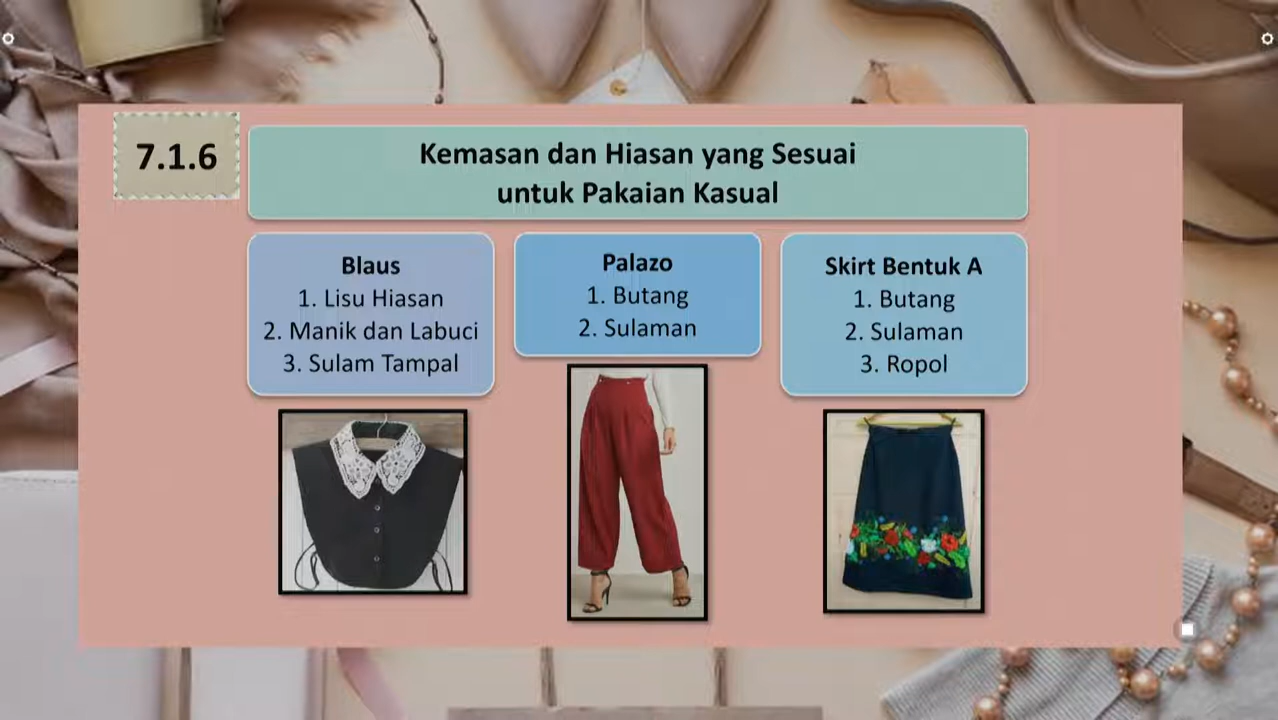 7.1.6
Kemasan dan Hiasan yang Sesuai
untuk Pakaian Kasual
Blaus
1. Lisu Hiasan
2. Manik dan Labuci
3. Sulam Tampal
Palazo
1. Butang
2. Sulaman
Skirt Bentuk A
1. Butang
2. Sulaman
3. Ropol